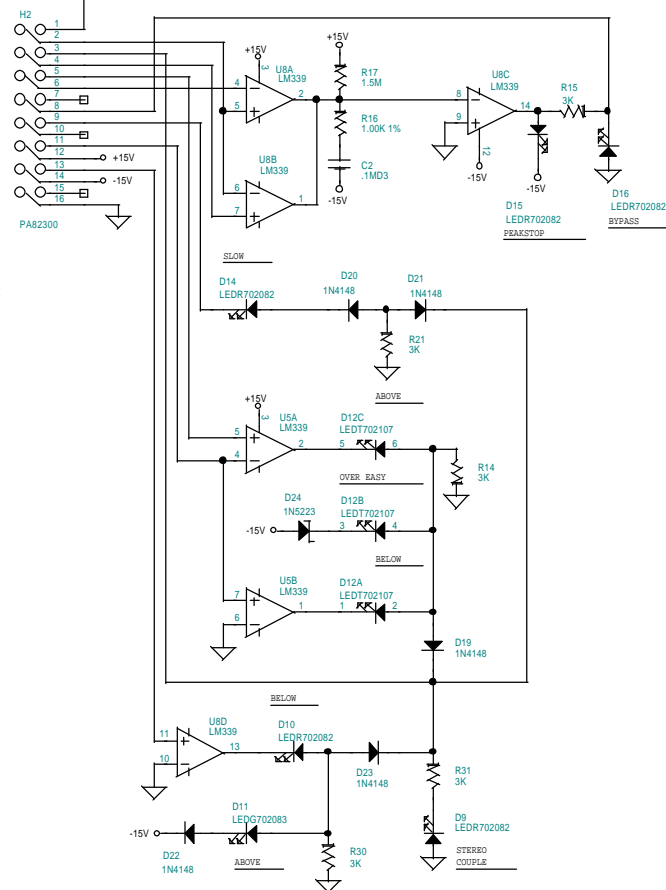 H2
1
2
3
4
5
6
7
8
9
10
11
12
13
14
15
16
+15V
-15V
PA82300
+15V
3
U8A
LM339
4
5
2
U8B
LM339
6
7
1
+15V
R17
1.5M
R16
1.00K 1%
C2
.1MD3
-15V
U8C
LM339
8
9
14
12
-15V
R15
3K
D15
LEDR702082
PEAKSTOP
-15V
D16
LEDR702082
BYPASS
SLOW
D14
LEDR702082
D20
1N4148
D21
1N4148
R21
3K
ABOVE
+15V
3
U5A
LM339
5
4
2
D12C
LEDT702107
5
6
OVER EASY
R14
3K
D24
1N5223
-15V
D12B
LEDT702107
3
4
BELOW
U5B
LM339
7
6
1
D12A
LEDT702107
1
2
D19
1N4148
BELOW
U8D
LM339
11
10
13
D10
LEDR702082
D23
1N4148
R31
3K
D11
LEDG702083
-15V
D22
1N4148
ABOVE
R30
3K
D9
LEDR702082
STEREO
COUPLE